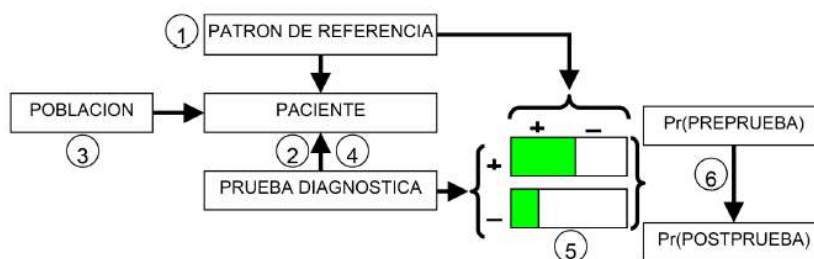 1 PATRON DE REFERENCIA
POBLACION PACIENTE
3
2 4
PRUEBA DIAGNOSTICA
+ −
+
−
5
Pr(PREPRUEBA)
6
Pr(POSTPRUEBA)